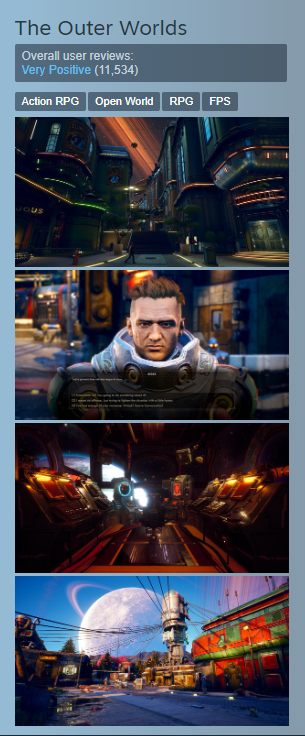 The Outer Worlds
Overall user reviews:
Very Positive (11,534)
Action RPG Open World RPG FPS